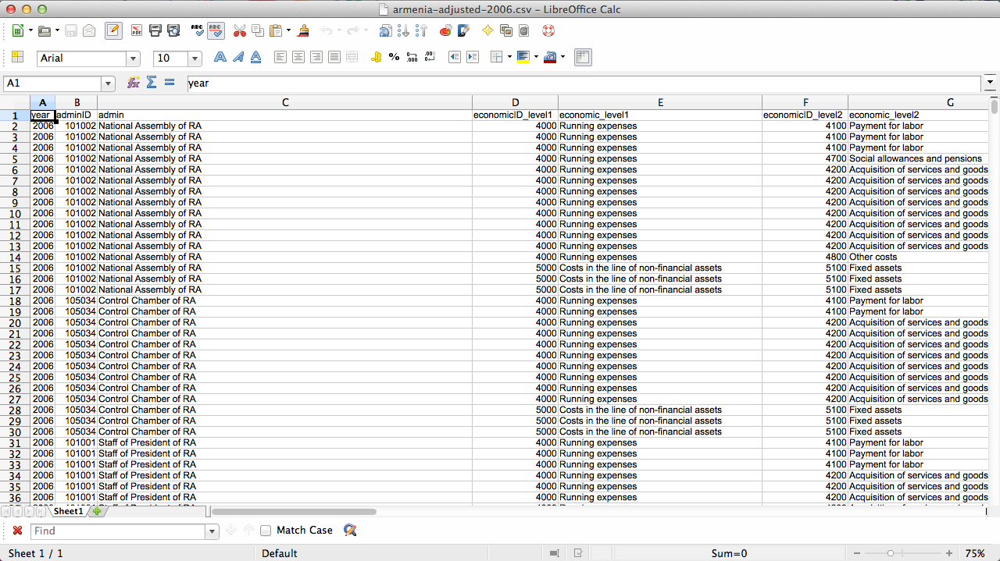 armenia-adjusted-2006.csv - LibreOffice Calc
PDF ABC ABC
Arial 10 A A A % A
A1 fx Σ = year
A B C D E F G
1 year adminID admin economicID_level1 economic_level1 economicID_level2 economic_level2
2 2006 101002 National Assembly of RA 4000 Running expenses 4100 Payment for labor
3 2006 101002 National Assembly of RA 4000 Running expenses 4100 Payment for labor
4 2006 101002 National Assembly of RA 4000 Running expenses 4100 Payment for labor
5 2006 101002 National Assembly of RA 4000 Running expenses 4700 Social allowances and pensions
6 2006 101002 National Assembly of RA 4000 Running expenses 4200 Acquisition of services and goods
7 2006 101002 National Assembly of RA 4000 Running expenses 4200 Acquisition of services and goods
8 2006 101002 National Assembly of RA 4000 Running expenses 4200 Acquisition of services and goods
9 2006 101002 National Assembly of RA 4000 Running expenses 4200 Acquisition of services and goods
10 2006 101002 National Assembly of RA 4000 Running expenses 4200 Acquisition of services and goods
11 2006 101002 National Assembly of RA 4000 Running expenses 4200 Acquisition of services and goods
12 2006 101002 National Assembly of RA 4000 Running expenses 4200 Acquisition of services and goods
13 2006 101002 National Assembly of RA 4000 Running expenses 4200 Acquisition of services and goods
14 2006 101002 National Assembly of RA 4000 Running expenses 4800 Other costs
15 2006 101002 National Assembly of RA 5000 Costs in the line of non-financial assets 5100 Fixed assets
16 2006 101002 National Assembly of RA 5000 Costs in the line of non-financial assets 5100 Fixed assets
17 2006 101002 National Assembly of RA 5000 Costs in the line of non-financial assets 5100 Fixed assets
18 2006 105034 Control Chamber of RA 4000 Running expenses 4100 Payment for labor
19 2006 105034 Control Chamber of RA 4000 Running expenses 4100 Payment for labor
20 2006 105034 Control Chamber of RA 4000 Running expenses 4200 Acquisition of services and goods
21 2006 105034 Control Chamber of RA 4000 Running expenses 4200 Acquisition of services and goods
22 2006 105034 Control Chamber of RA 4000 Running expenses 4200 Acquisition of services and goods
23 2006 105034 Control Chamber of RA 4000 Running expenses 4200 Acquisition of services and goods
24 2006 105034 Control Chamber of RA 4000 Running expenses 4200 Acquisition of services and goods
25 2006 105034 Control Chamber of RA 4000 Running expenses 4200 Acquisition of services and goods
26 2006 105034 Control Chamber of RA 4000 Running expenses 4200 Acquisition of services and goods
27 2006 105034 Control Chamber of RA 4000 Running expenses 4200 Acquisition of services and goods
28 2006 105034 Control Chamber of RA 5000 Costs in the line of non-financial assets 5100 Fixed assets
29 2006 105034 Control Chamber of RA 5000 Costs in the line of non-financial assets 5100 Fixed assets
30 2006 105034 Control Chamber of RA 5000 Costs in the line of non-financial assets 5100 Fixed assets
31 2006 101001 Staff of President of RA 4000 Running expenses 4100 Payment for labor
32 2006 101001 Staff of President of RA 4000 Running expenses 4100 Payment for labor
33 2006 101001 Staff of President of RA 4000 Running expenses 4100 Payment for labor
34 2006 101001 Staff of President of RA 4000 Running expenses 4200 Acquisition of services and goods
35 2006 101001 Staff of President of RA 4000 Running expenses 4200 Acquisition of services and goods
36 2006 101001 Staff of President of RA 4000 Running expenses 4200 Acquisition of services and goods
Sheet1
Find Match Case
Sheet 1 / 1 Default Sum=0 75%